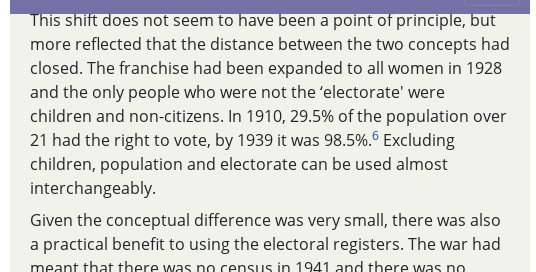 This shift does not seem to have been a point of principle, but
more reflected that the distance between the two concepts had
closed. The franchise had been expanded to all women in 1928
and the only people who were not the ‘electorate' were
children and non-citizens. In 1910, 29.5% of the population over
21 had the right to vote, by 1939 it was 98.5%.6 Excluding
children, population and electorate can be used almost
interchangeably.
Given the conceptual difference was very small, there was also
a practical benefit to using the electoral registers. The war had
meant that there was no census in 1941 and there was no